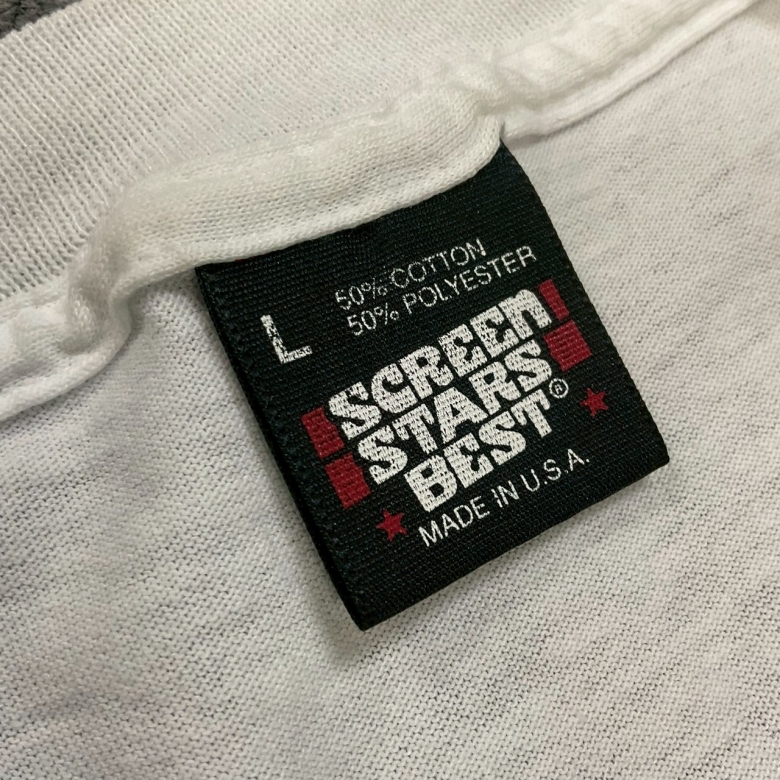 50% COTTON
50% POLYESTER
L
SCREEN
STARS
BEST®
MADE IN U.S.A.